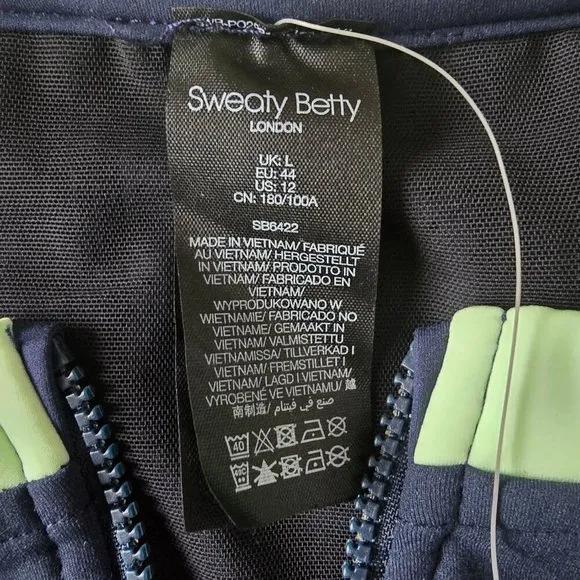 Sweaty Betty
LONDON
UK: L
EU: 44
US: 12
CN: 180/100A
SB6422
MADE IN VIETNAM/ FABRIQUÉ
AU VIETNAM/ HERGESTELLT
IN VIETNAM/ PRODOTTO IN
VIETNAM/ FABRICADO EN
VIETNAM/
WYPRODUKOWANO W
WIETNAMIE/ FABRICADO NO
VIETNAME/ GEMAAKT IN
VIETNAM/ VALMISTETTU
VIETNAMISSA/ TILLVERKAD I
VIETNAM/ FREMSTILLET I
VIETNAM/ LAGD I VIETNAM/
VYROBENÉ VE VIETNAMU/ 越
南制造/ صنع في فيتنام
40